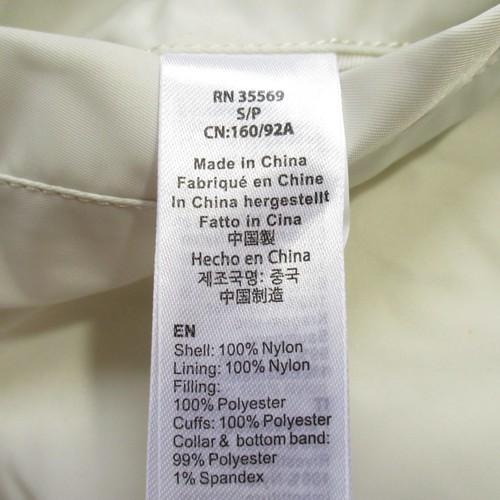 RN 35569
S/P
CN:160/92A
Made in China
Fabriqué en Chine
In China hergestellt
Fatto in Cina
中国製
Hecho en China
제조국명: 중국
中国制造
EN
Shell: 100% Nylon
Lining: 100% Nylon
Filling:
100% Polyester
Cuffs: 100% Polyester
Collar & bottom band:
99% Polyester
1% Spandex